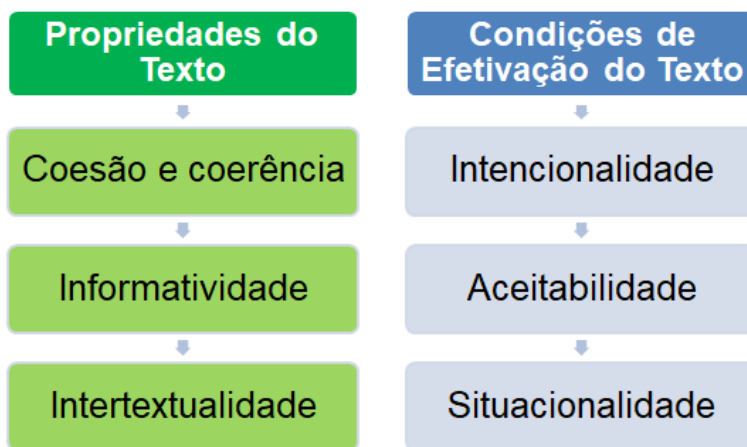 Propriedades do
Texto
Coesão e coerência
Informatividade
Intertextualidade
Condições de
Efetivação do Texto
Intencionalidade
Aceitabilidade
Situacionalidade